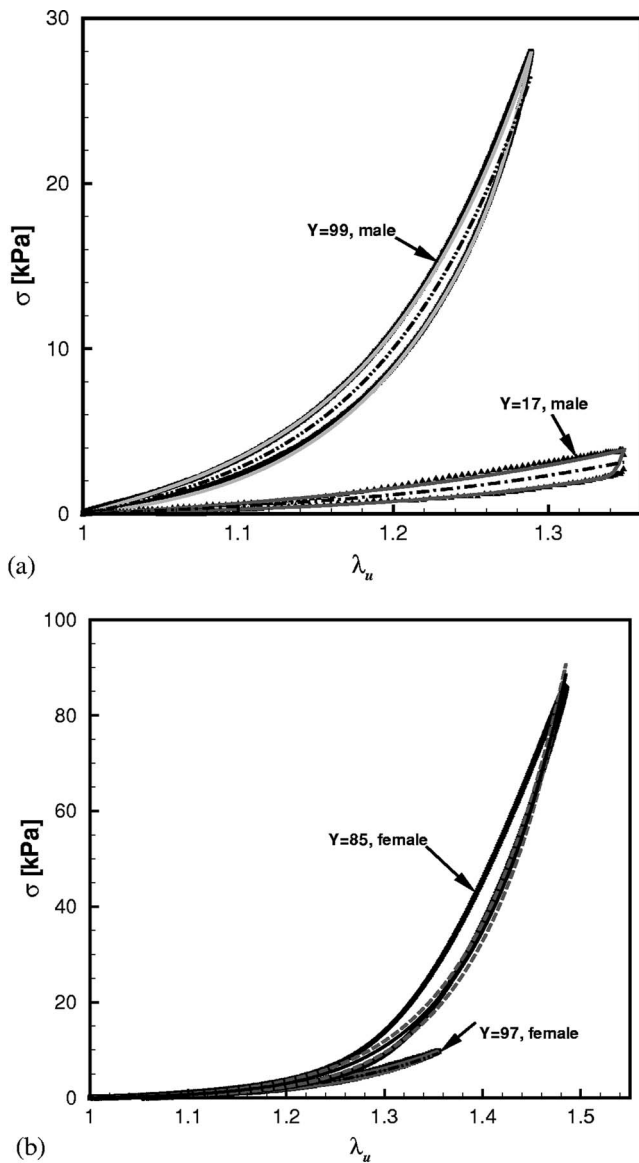 30
20
10
0
σ [kPa]
Y=99, male
Y=17, male
1
1.1
1.2
1.3
λu
(a)
100
80
60
40
20
0
σ [kPa]
Y=85, female
Y=97, female
1
1.1
1.2
1.3
1.4
1.5
λu
(b)